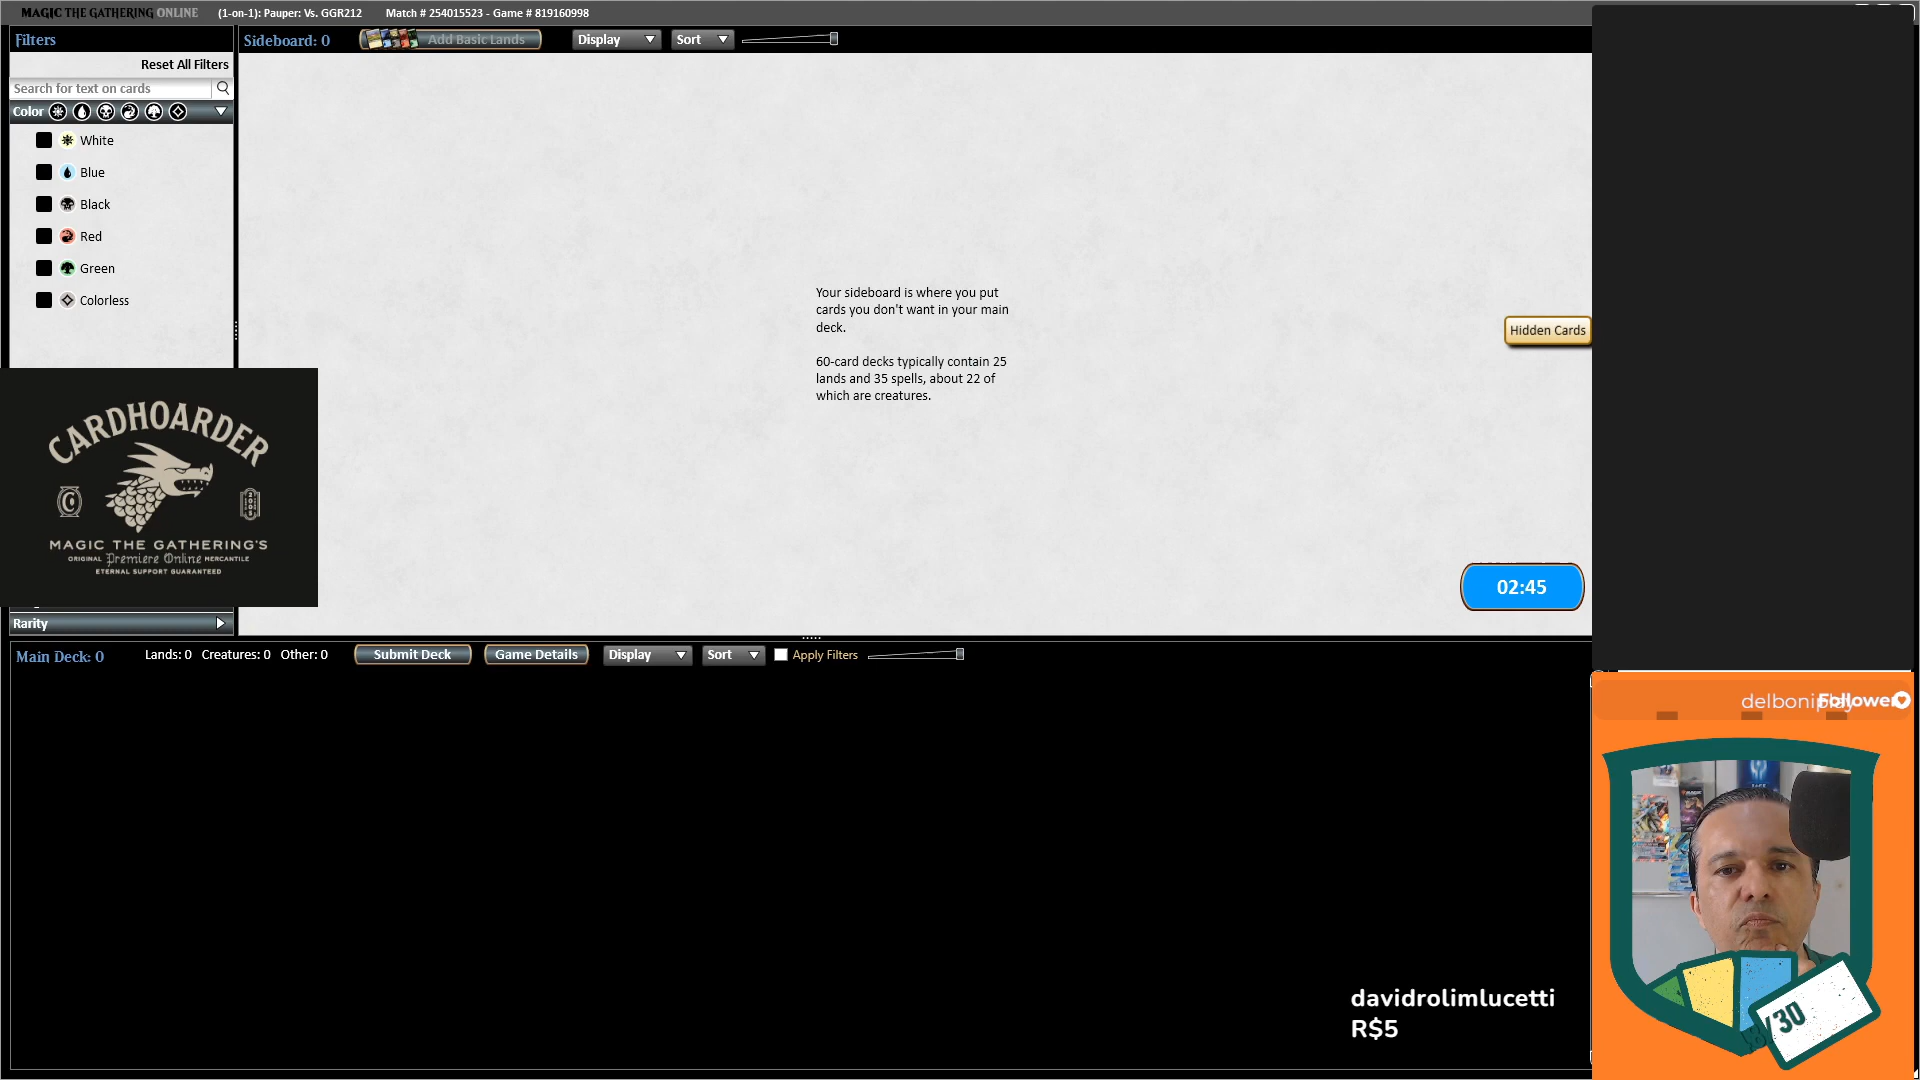 MAGIC THE GATHERING ONLINE (1-on-1): Pauper: Vs. GGR212 Match # 254015523 - Game # 819160998
Filters
Reset All Filters
Search for text on cards
Color
White
Blue
Black
Red
Green
Colorless
Sideboard: 0 Add Basic Lands Display Sort
Your sideboard is where you put
cards you don't want in your main
deck.
60-card decks typically contain 25
lands and 35 spells, about 22 of
which are creatures.
Hidden Cards
CARDHOARDER
C
2005
MAGIC THE GATHERING'S
ORIGINAL Premiere Online MERCANTILE
ETERNAL SUPPORT GUARANTEED
02:45
Rarity
Main Deck: 0 Lands: 0 Creatures: 0 Other: 0 Submit Deck Game Details Display Sort Apply Filters
delboniplay Follower
davidrolimlucetti
R$5
/30